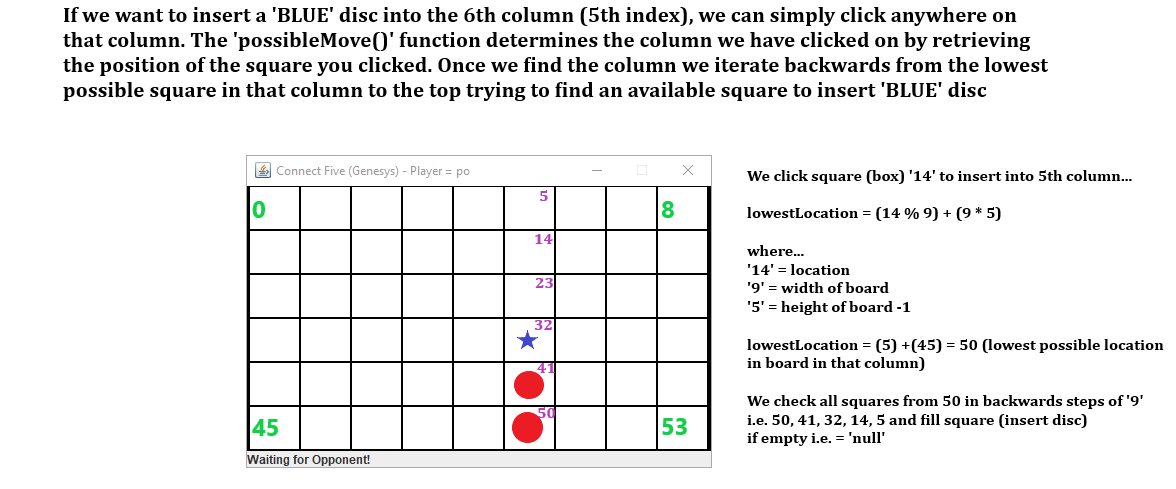 If we want to insert a 'BLUE' disc into the 6th column (5th index), we can simply click anywhere on
that column. The 'possibleMove()' function determines the column we have clicked on by retrieving
the position of the square you clicked. Once we find the column we iterate backwards from the lowest
possible square in that column to the top trying to find an available square to insert 'BLUE' disc
Connect Five (Genesys) - Player = po
0
5
8
14
23
32
41
45
50
53
Waiting for Opponent!
We click square (box) '14' to insert into 5th column...
lowestLocation = (14 % 9) + (9 * 5)
where...
'14' = location
'9' = width of board
'5' = height of board -1
lowestLocation = (5) +(45) = 50 (lowest possible location
in board in that column)
We check all squares from 50 in backwards steps of '9'
i.e. 50, 41, 32, 14, 5 and fill square (insert disc)
if empty i.e. = 'null'